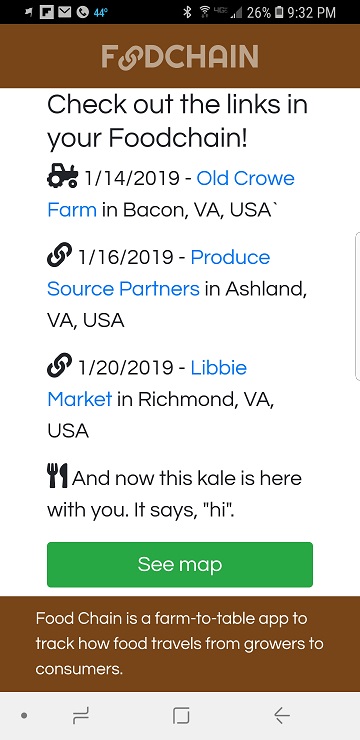 44° 26% 9:32 PM
FOODCHAIN
Check out the links in
your Foodchain!
1/14/2019 - Old Crowe
Farm in Bacon, VA, USA`
1/16/2019 - Produce
Source Partners in Ashland,
VA, USA
1/20/2019 - Libbie
Market in Richmond, VA,
USA
And now this kale is here
with you. It says, "hi".
See map
Food Chain is a farm-to-table app to
track how food travels from growers to
consumers.